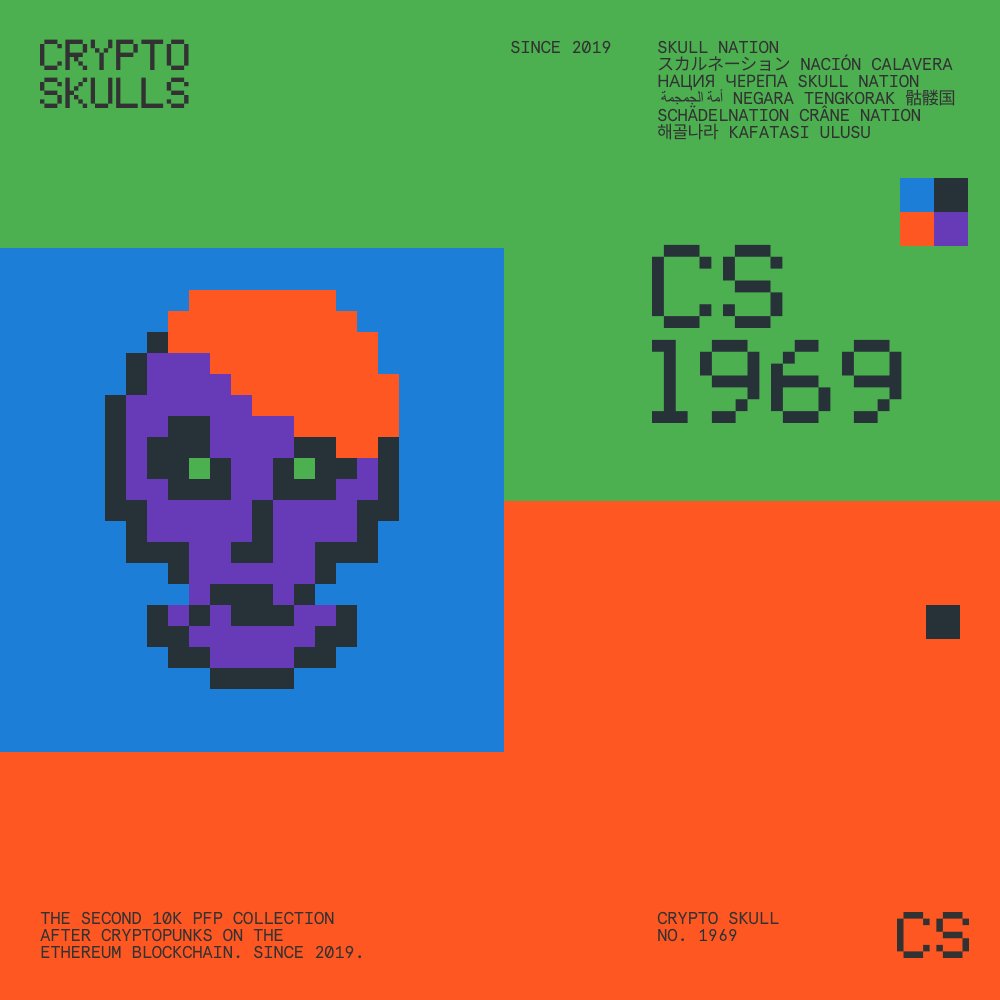 CRYPTO
SKULLS
SINCE 2019
SKULL NATION
スカルネーション NACIÓN CALAVERA
НАЦИЯ ЧЕРЕПА SKULL NATION
أمة الجمجمة NEGARA TENGKORAK 骷髅国
SCHÄDELNATION CRÂNE NATION
해골나라 KAFATASI ULUSU
CS
1969
THE SECOND 10K PFP COLLECTION
AFTER CRYPTOPUNKS ON THE
ETHEREUM BLOCKCHAIN. SINCE 2019.
CRYPTO SKULL
NO. 1969
CS